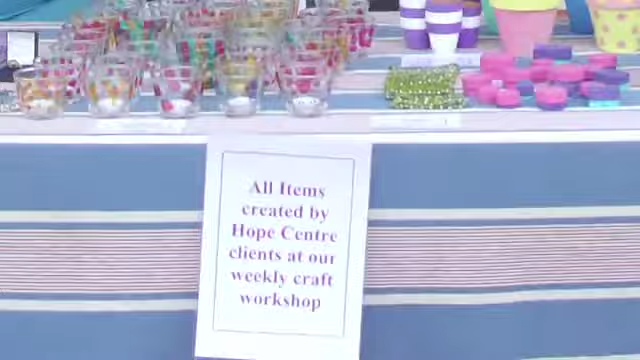 All Items
created by
Hope Centre
clients at our
weekly craft
workshop